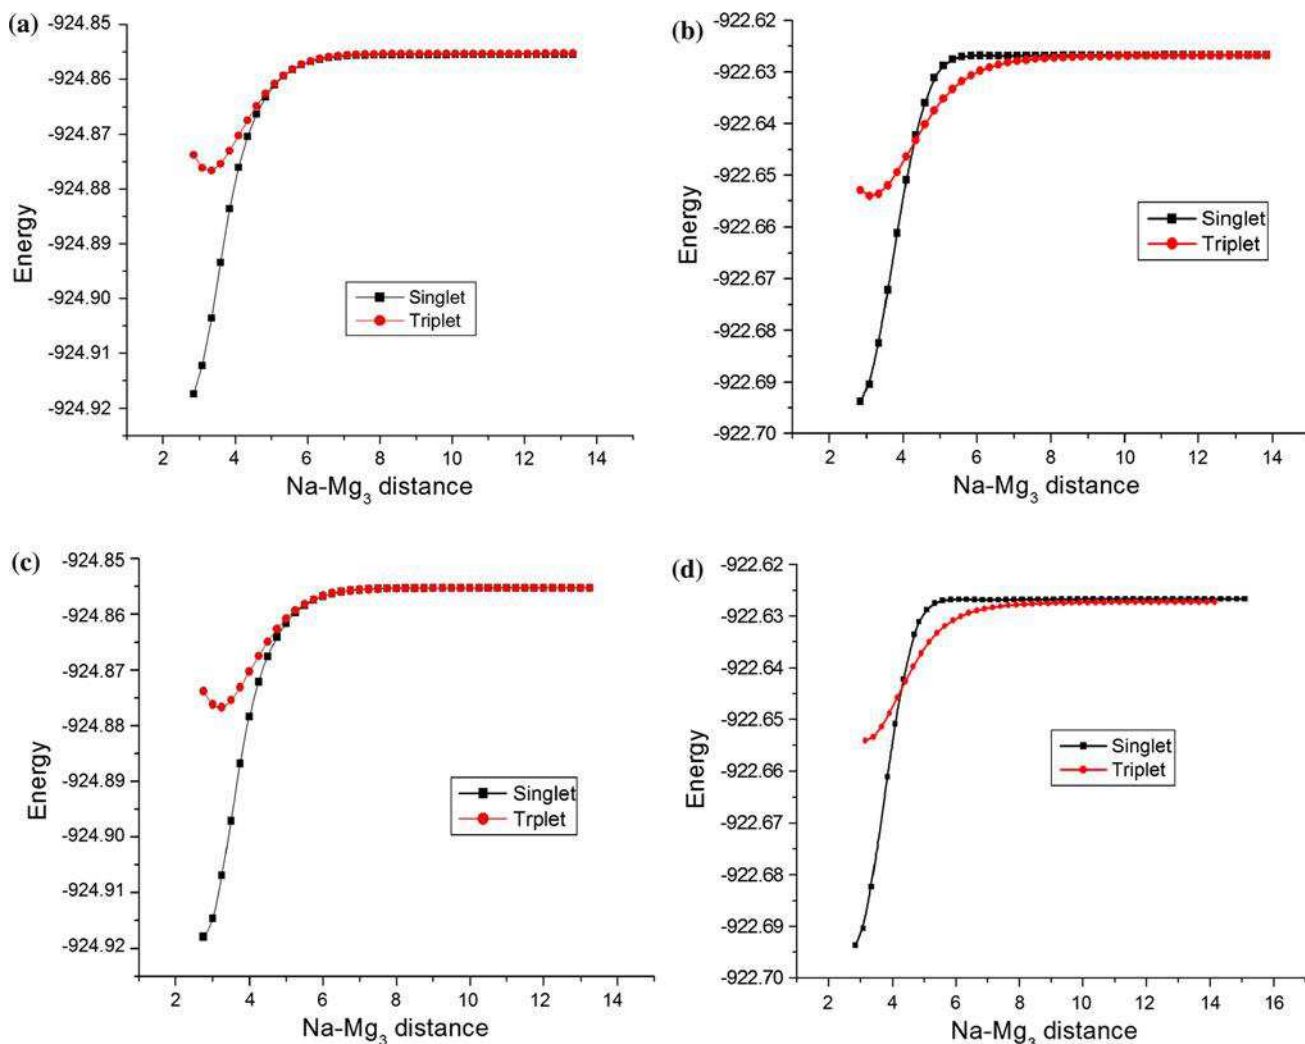 (a)
-924.85
-924.86
-924.87
-924.88
-924.89
-924.90
-924.91
-924.92
Energy
Singlet
Triplet
2 4 6 8 10 12 14
Na-Mg3 distance
(b)
-922.62
-922.63
-922.64
-922.65
-922.66
-922.67
-922.68
-922.69
-922.70
Energy
Singlet
Triplet
2 4 6 8 10 12 14
Na-Mg3 distance
(c)
-924.85
-924.86
-924.87
-924.88
-924.89
-924.90
-924.91
-924.92
Energy
Singlet
Trplet
2 4 6 8 10 12 14
Na-Mg3 distance
(d)
-922.62
-922.63
-922.64
-922.65
-922.66
-922.67
-922.68
-922.69
-922.70
Energy
Singlet
Triplet
2 4 6 8 10 12 14 16
Na-Mg3 distance